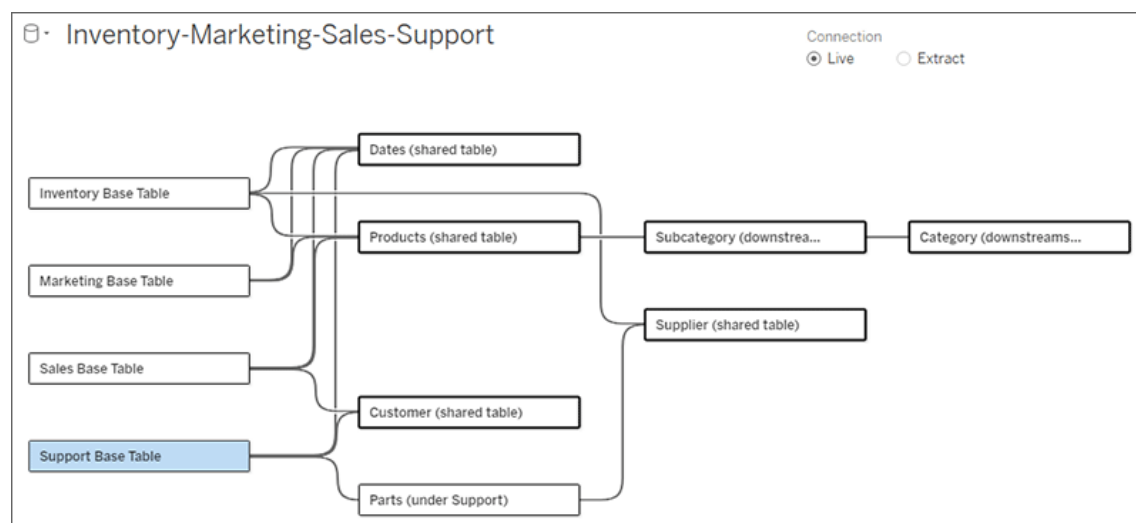 Inventory-Marketing-Sales-Support
Connection
Live Extract
Dates (shared table)
Inventory Base Table
Products (shared table)
Subcategory (downstrea...
Category (downstreams...
Marketing Base Table
Supplier (shared table)
Sales Base Table
Customer (shared table)
Support Base Table
Parts (under Support)